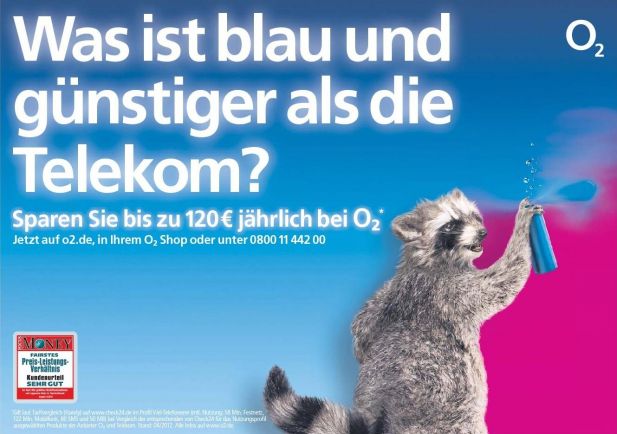 Was ist blau und
günstiger als die
Telekom?
O₂
Sparen Sie bis zu 120 € jährlich bei O₂*
Jetzt auf o2.de, in Ihrem O₂ Shop oder unter 0800 11 442 00
MONEY
FAIRSTES
Preis-Leistungs-
Verhältnis
Kundenurteil
SEHR GUT